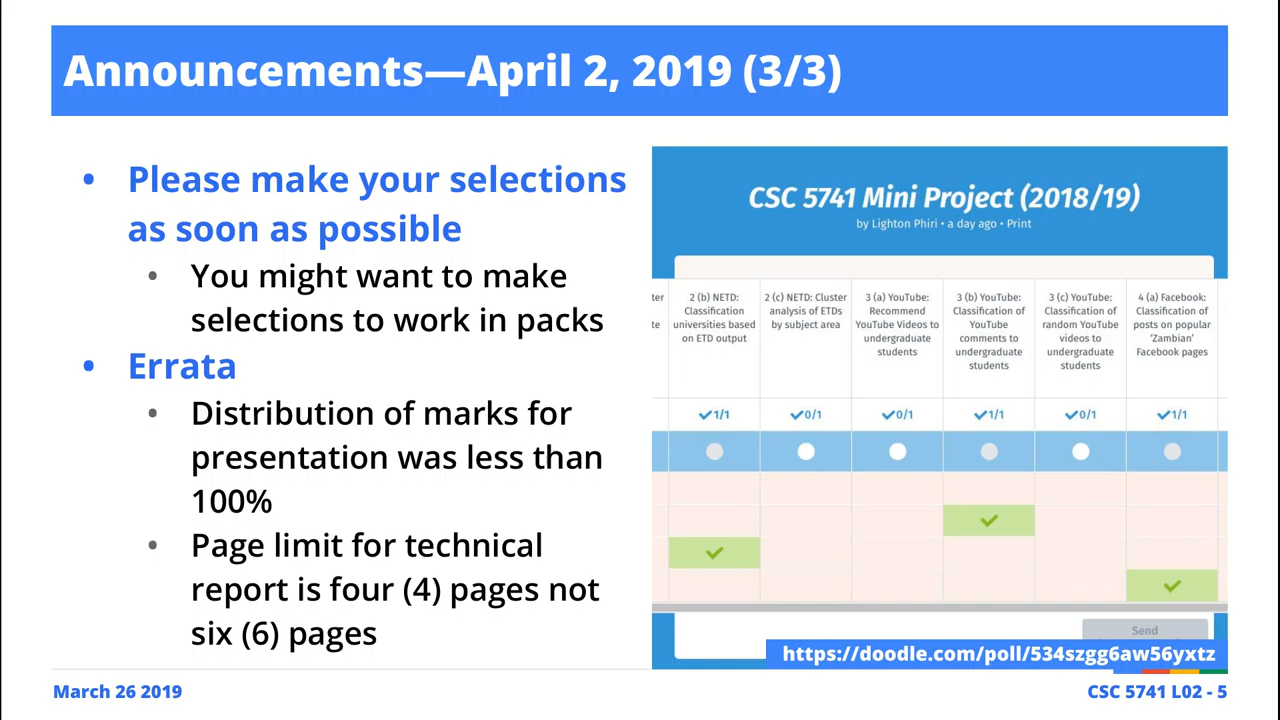 Announcements—April 2, 2019 (3/3)
• Please make your selections
as soon as possible
• You might want to make
selections to work in packs
• Errata
• Distribution of marks for
presentation was less than
100%
• Page limit for technical
report is four (4) pages not
six (6) pages
CSC 5741 Mini Project (2018/19)
by Lighton Phiri • a day ago • Print
ter
te
2 (b) NETD:
Classification
universities based
on ETD output
2 (c) NETD: Cluster
analysis of ETDs
by subject area
3 (a) YouTube:
Recommend
YouTube Videos to
undergraduate
students
3 (b) YouTube:
Classification of
YouTube
comments to
undergraduate
students
3 (c) YouTube:
Classification of
random YouTube
videos to
undergraduate
students
4 (a) Facebook:
Classification of
posts on popular
'Zambian'
Facebook pages
✓1/1 ✓0/1 ✓0/1 ✓1/1 ✓0/1 ✓1/1
Send
https://doodle.com/poll/534szgg6aw56yxtz
March 26 2019
CSC 5741 L02 - 5